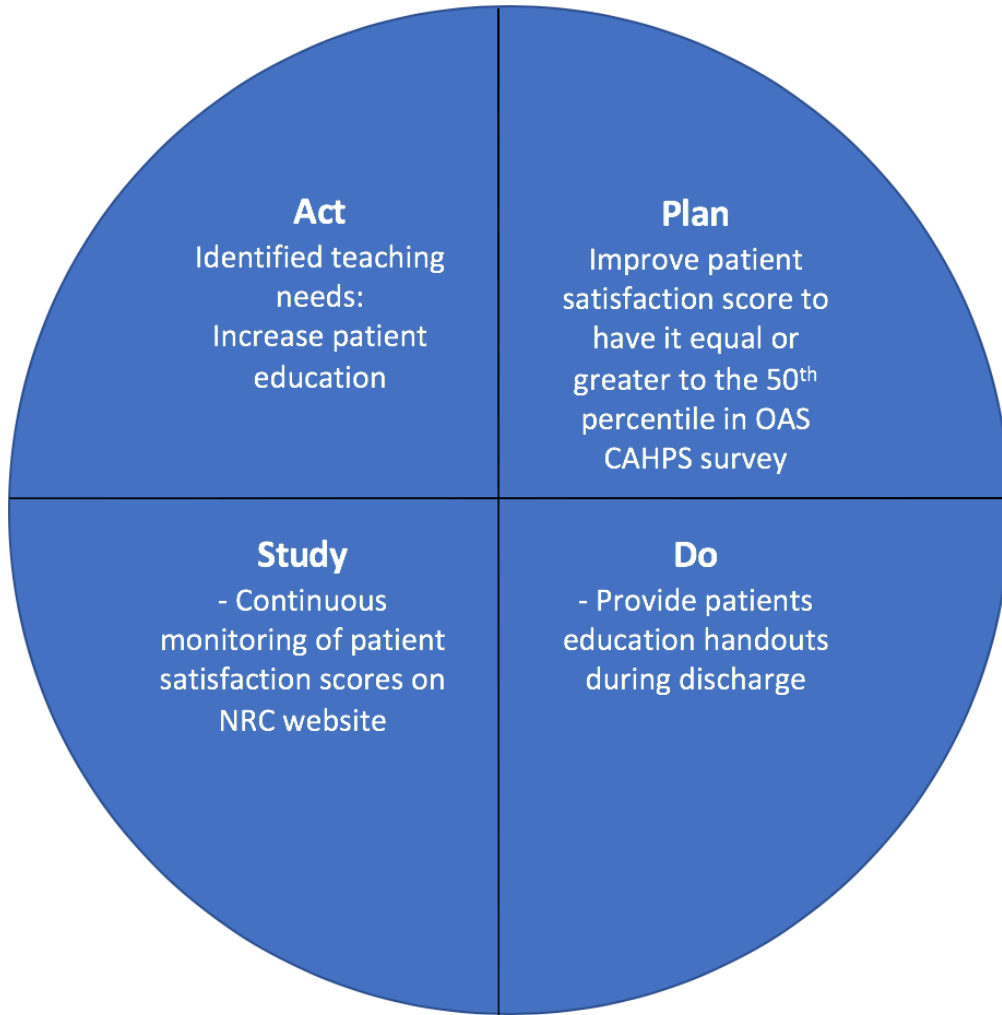 Act
Identified teaching
needs:
Increase patient
education
Plan
Improve patient
satisfaction score to
have it equal or
greater to the 50th
percentile in OAS
CAHPS survey
Study
- Continuous
monitoring of patient
satisfaction scores on
NRC website
Do
- Provide patients
education handouts
during discharge